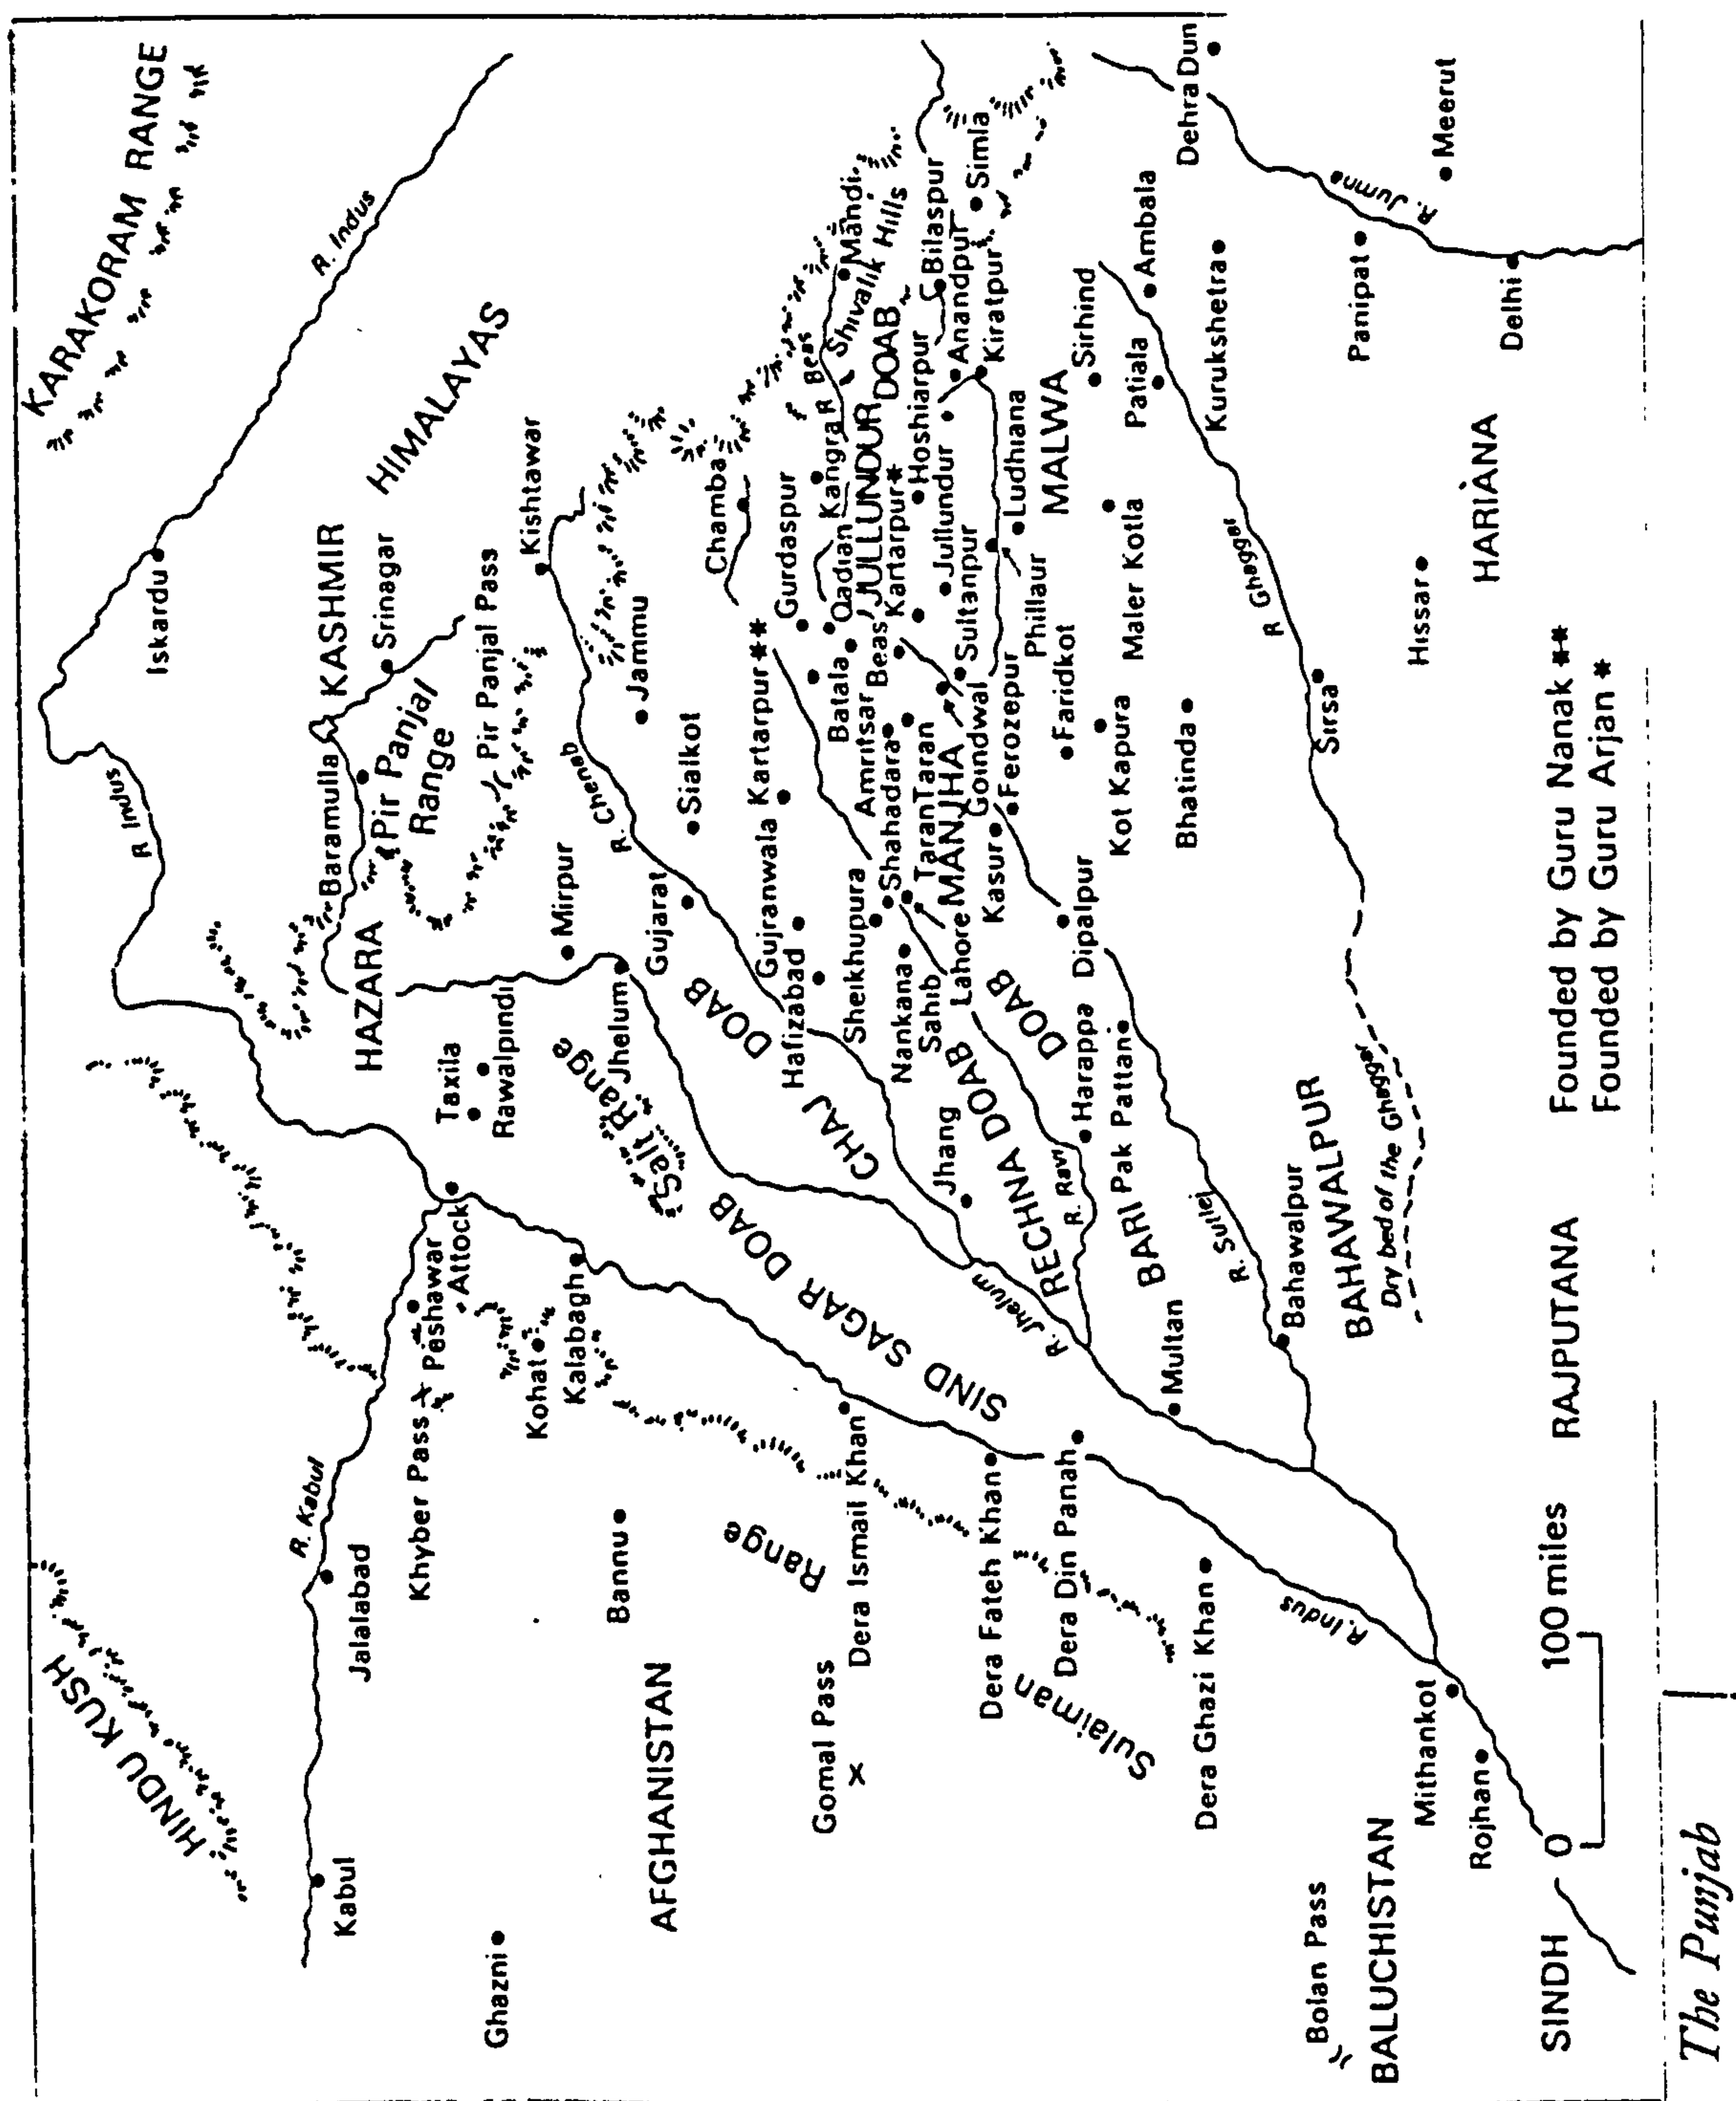 KARAKORAM RANGE
HINDU KUSH
R. Indus
R Indus
Iskardu
HIMALAYAS
KASHMIR
Srinagar
Baramulla
Pir Panjal
Range
Pir Panjal Pass
Kishtawar
HAZARA
R. Kabul
Kabul
Jalalabad
Khyber Pass
Peshawar
Attock
Taxila
Rawalpindi
Ghazni
Kohat
Kalabagh
Bannu
Salt Range
Jhelum
Mirpur
Jammu
R. Chenab
Gujarat
Sialkot
Chamba
AFGHANISTAN
SIND SAGAR DOAB
CHAJ DOAB
Gujranwala
Kartarpur**
Gurdaspur
Hafizabad
Gomal Pass
Dera Ismail Khan
Range
Sheikhupura
Amritsar
Batala
Qadian
Kangra
R Beas
Mandi
Shivalik Hills
Shahadara
Beas
JULLUNDUR DOAB
Nankana
Sahib
Taran Taran
Kartarpur*
Hoshiarpur
Bilaspur
Jhang
Lahore
MANJHA
Sultanpur
Jullundur
Anandpur
Simla
Dera Fateh Khan
RECHNA DOAB
Kasur
Goindwal
Ferozepur
Phillaur
Ludhiana
Kiratpur
R. Jhelum
R. Ravi
BARI DOAB
Dera Din Panah
Harappa
Dipalpur
Faridkot
MALWA
Sirhind
Sulaiman
Pak Pattan
Kot Kapura
Maler Kotla
Patiala
Ambala
Dehra Dun
Multan
Bhatinda
Dera Ghazi Khan
R. Sutlej
Kurukshetra
R Ghaggar
Bahawalpur
Sirsa
BAHAWALPUR
Dry bed of the Ghaggar
R. Indus
Panipat
R. Jumna
Bolan Pass
BALUCHISTAN
Mithankot
Hissar
Meerut
Rojhan
HARIANA
Delhi
SINDH
0 100 miles
RAJPUTANA
Founded by Guru Nanak **
Founded by Guru Arjan *
The Punjab